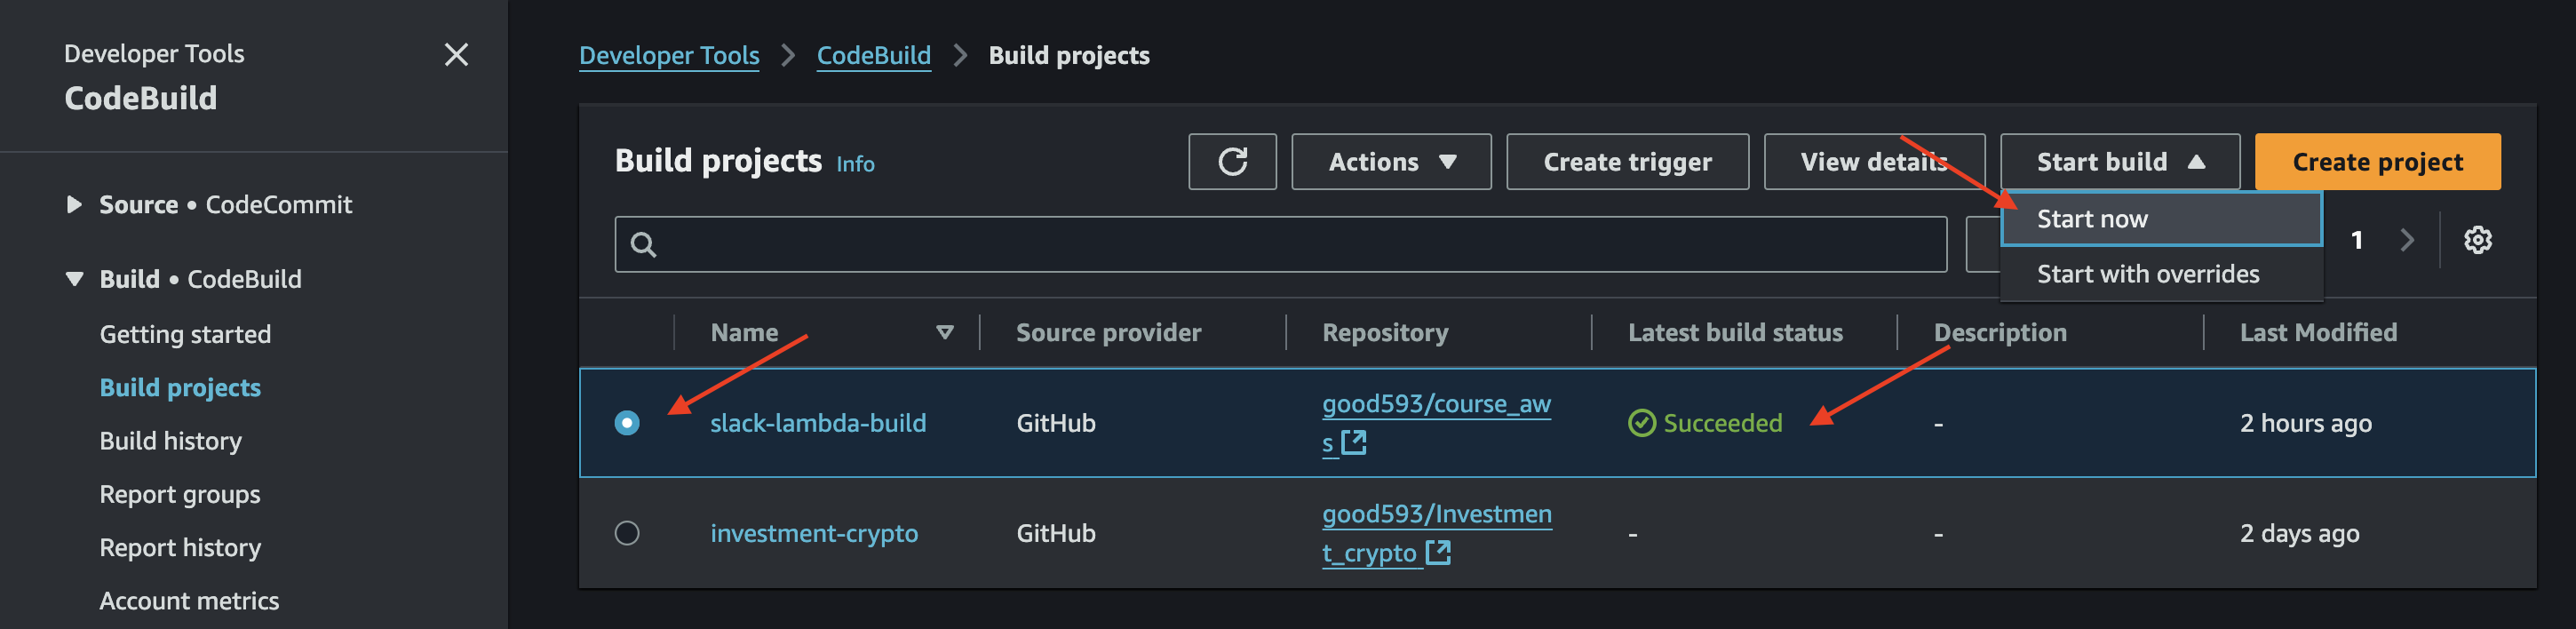 Developer Tools
CodeBuild
Source • CodeCommit
Build • CodeBuild
Getting started
Build projects
Build history
Report groups
Report history
Account metrics
Developer Tools > CodeBuild > Build projects
Build projects Info
Actions Create trigger View details Start build Create project
Start now
1
Start with overrides
Name Source provider Repository Latest build status Description Last Modified
slack-lambda-build GitHub good593/course_aw
s Succeeded - 2 hours ago
investment-crypto GitHub good593/Investmen
t_crypto - - 2 days ago